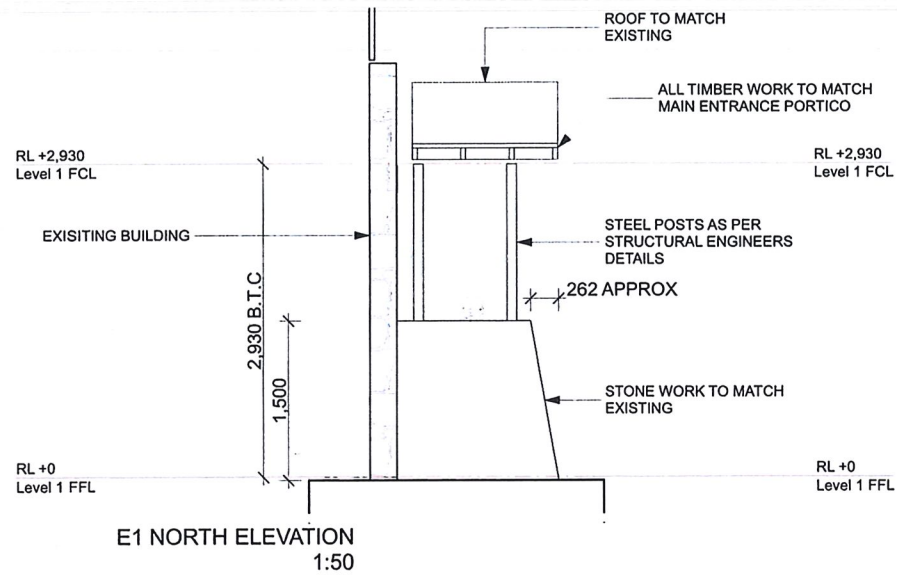 ROOF TO MATCH
EXISTING
ALL TIMBER WORK TO MATCH
MAIN ENTRANCE PORTICO
RL +2,930
Level 1 FCL
RL +2,930
Level 1 FCL
EXISITING BUILDING
STEEL POSTS AS PER
STRUCTURAL ENGINEERS
DETAILS
262 APPROX
2,930 B.T.C
1,500
STONE WORK TO MATCH
EXISTING
RL +0
Level 1 FFL
RL +0
Level 1 FFL
E1 NORTH ELEVATION
1:50